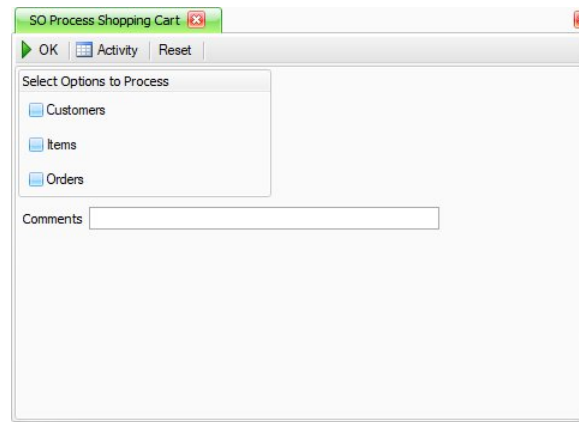 SO Process Shopping Cart
OK Activity Reset
Select Options to Process
Customers
Items
Orders
Comments